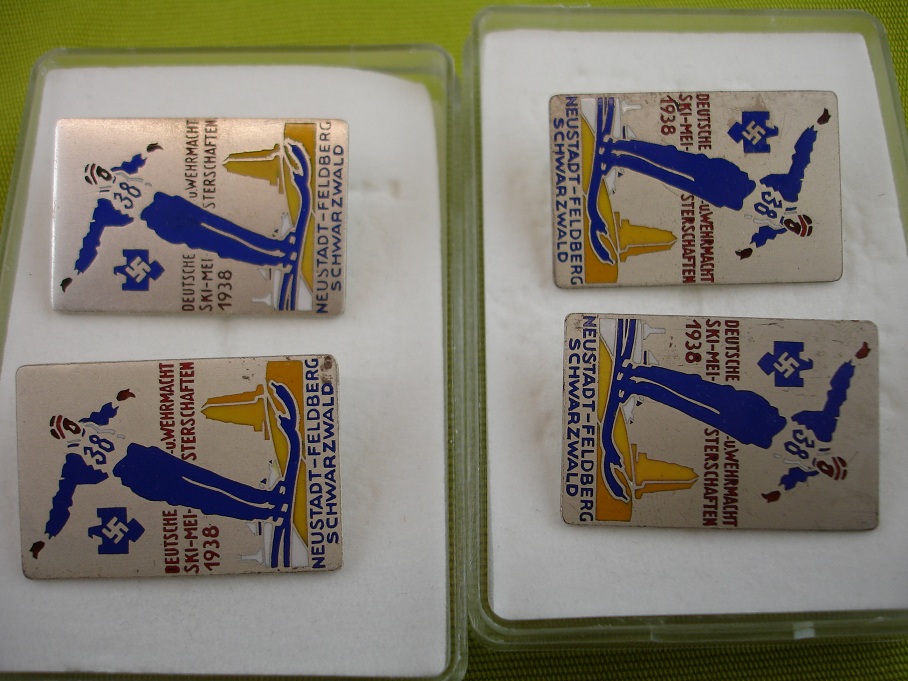 38
DEUTSCHE u.WEHRMACHT
SKI-MEI STERSCHAFTEN
1938
NEUSTADT-FELDBERG
SCHWARZWALD
38
DEUTSCHE -u.WEHRMACHT
SKI-MEI- STERSCHAFTEN
1938
NEUSTADT-FELDBERG
SCHWARZWALD
38
DEUTSCHE -u.WEHRMACHT
SKI-MEI- STERSCHAFTEN
1938
NEUSTADT-FELDBERG
SCHWARZWALD
38
DEUTSCHE -u.WEHRMACHT
SKI-MEI- STERSCHAFTEN
1938
NEUSTADT-FELDBERG
SCHWARZWALD